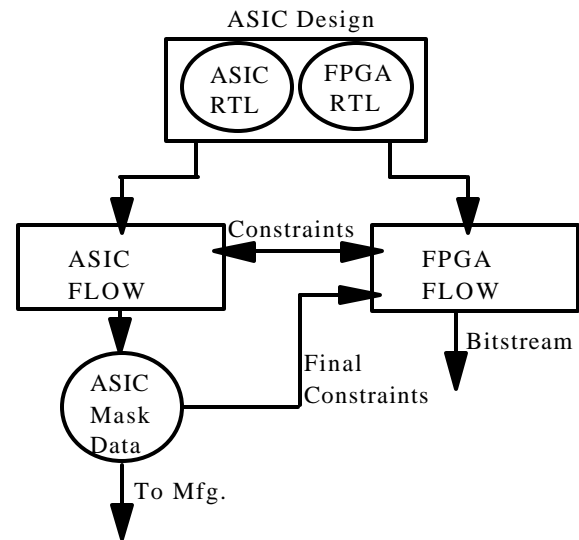 ASIC Design
ASIC
RTL
FPGA
RTL
Constraints
ASIC
FLOW
FPGA
FLOW
Bitstream
Final
Constraints
ASIC
Mask
Data
To Mfg.